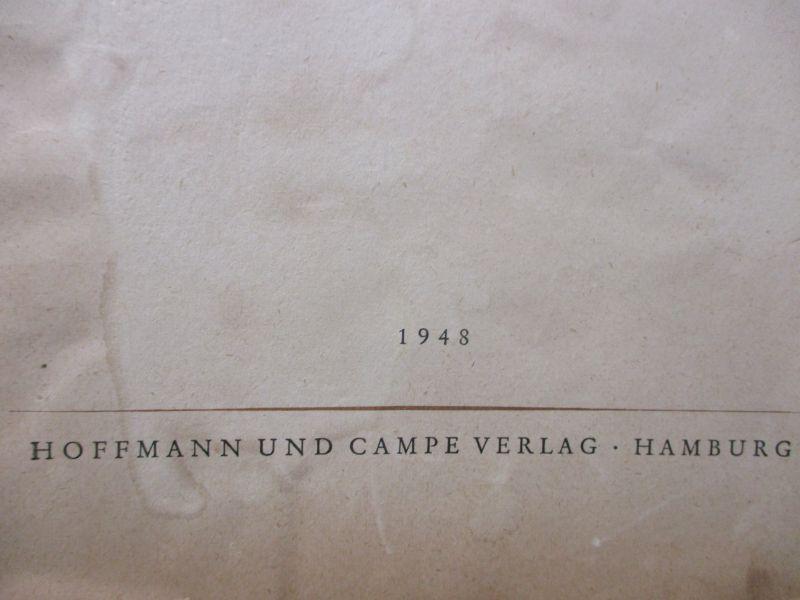 1948
HOFFMANN UND CAMPE VERLAG · HAMBURG